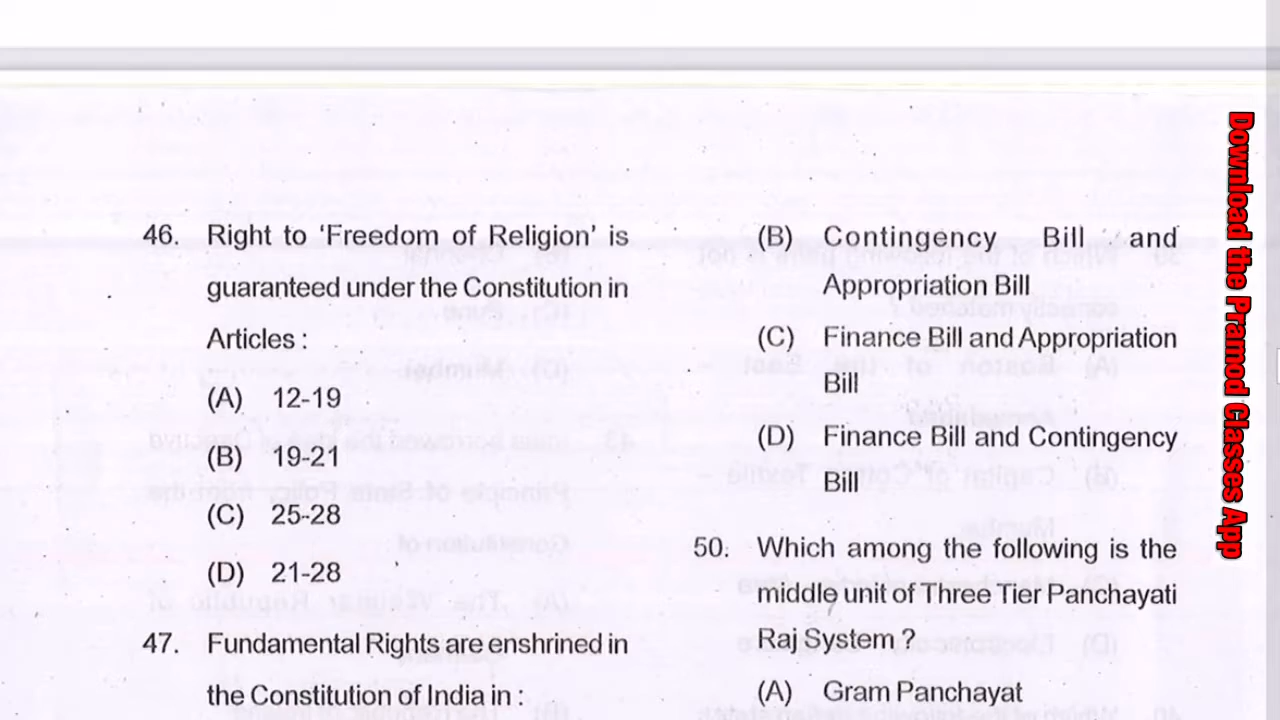 46. Right to ‘Freedom of Religion’ is
guaranteed under the Constitution in
Articles :
(A) 12-19
(B) 19-21
(C) 25-28
(D) 21-28
47. Fundamental Rights are enshrined in
the Constitution of India in :
(B) Contingency Bill and
Appropriation Bill
(C) Finance Bill and Appropriation
Bill
(D) Finance Bill and Contingency
Bill
50. Which among the following is the
middle unit of Three Tier Panchayati
Raj System ?
(A) Gram Panchayat
Download the Pramod Classes App